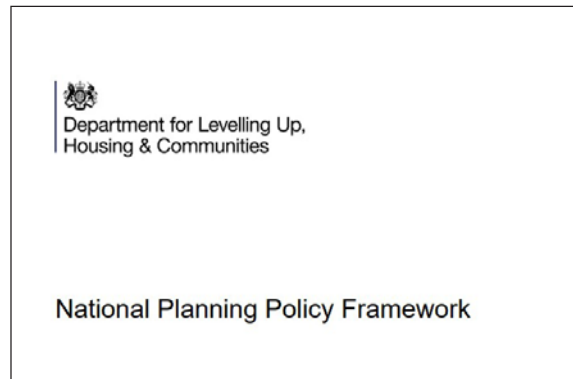 Department for Levelling Up,
Housing & Communities
National Planning Policy Framework